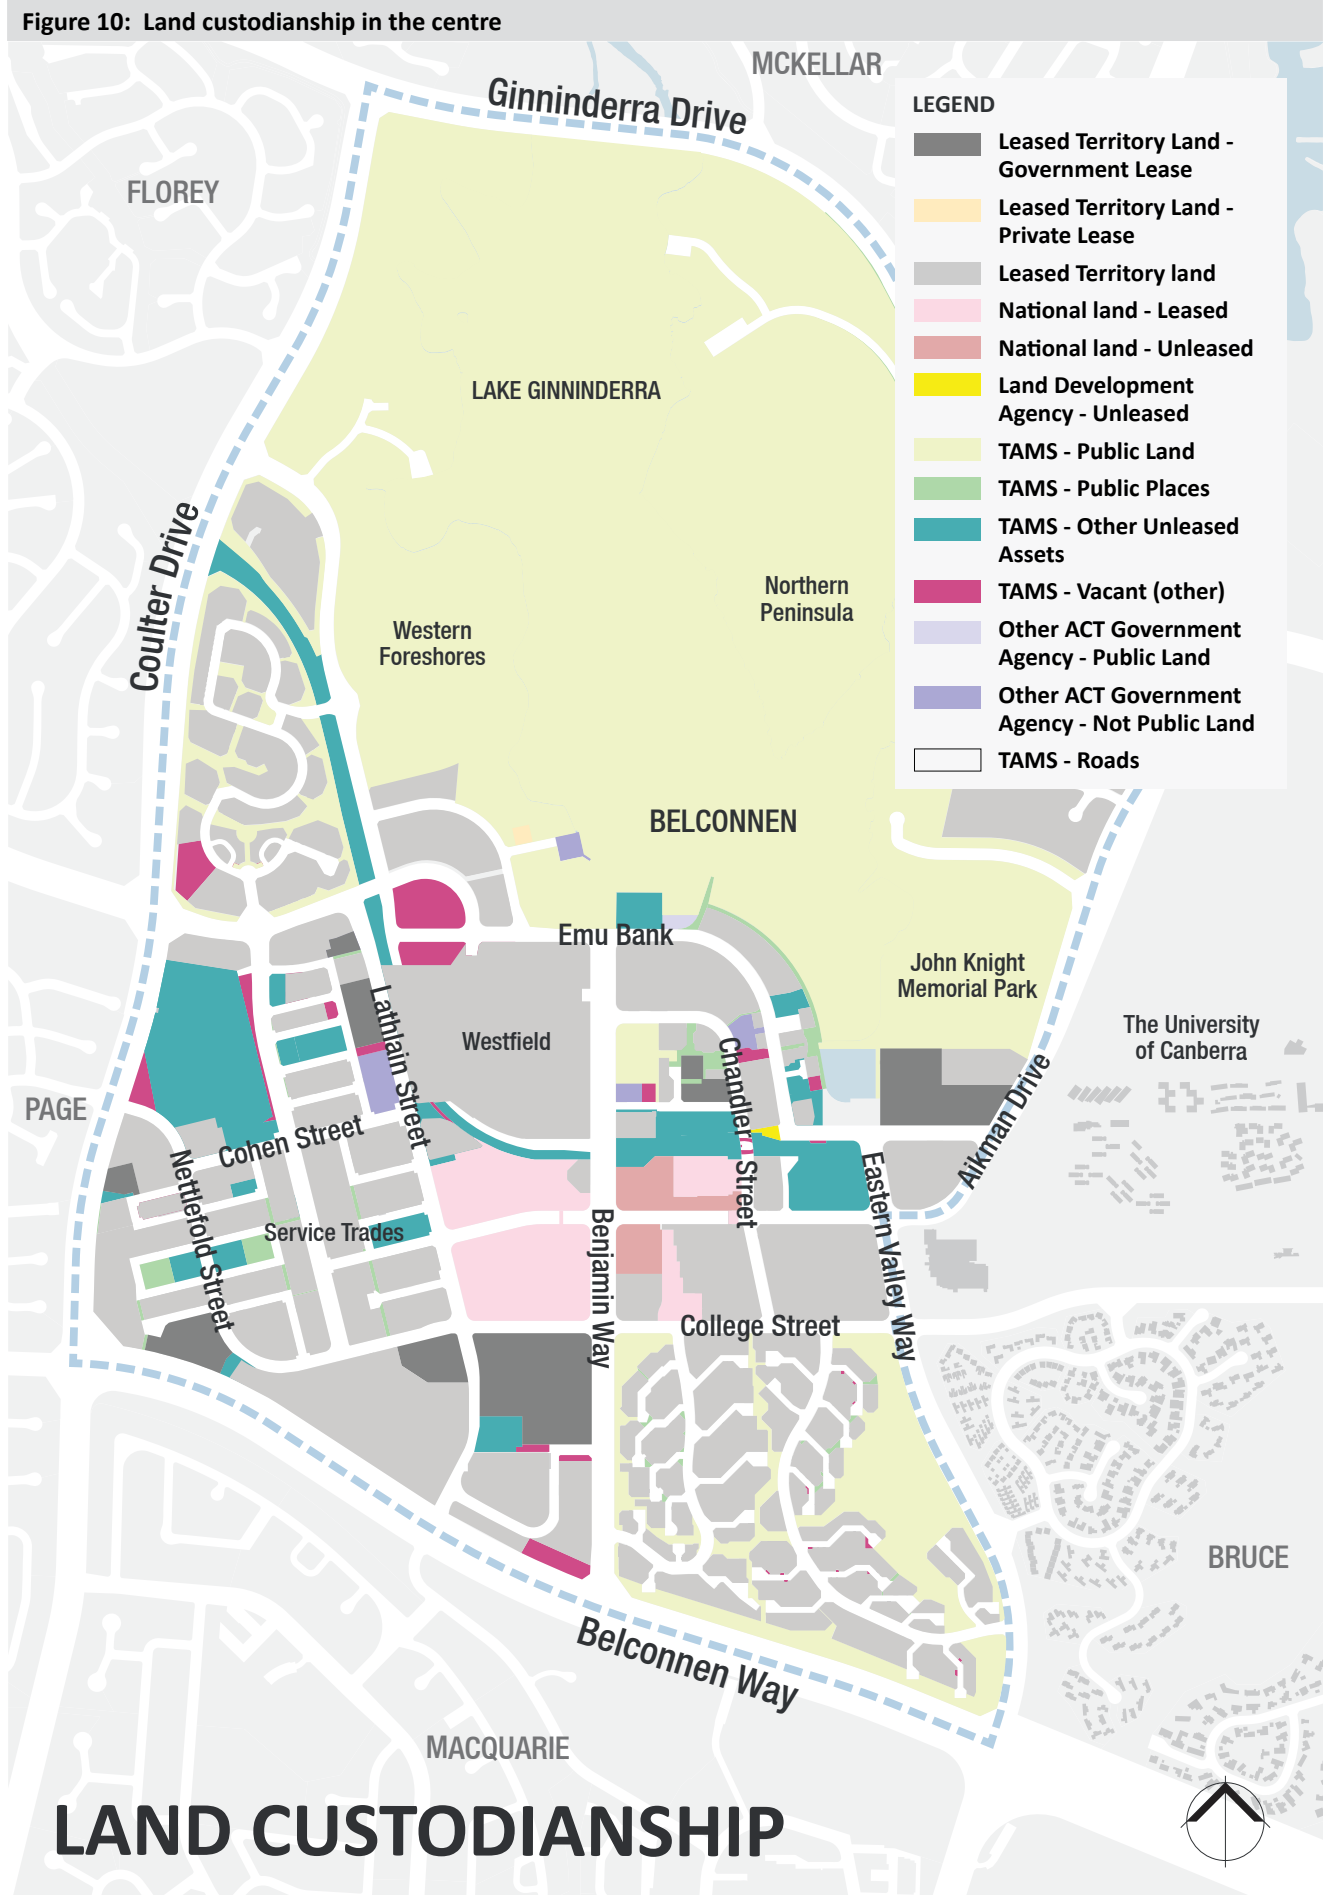 Figure 10: Land custodianship in the centre
MCKELLAR
Ginninderra Drive
LEGEND
Leased Territory Land -
Government Lease
Leased Territory Land -
Private Lease
Leased Territory land
National land - Leased
National land - Unleased
Land Development
Agency - Unleased
TAMS - Public Land
TAMS - Public Places
TAMS - Other Unleased
Assets
TAMS - Vacant (other)
Other ACT Government
Agency - Public Land
Other ACT Government
Agency - Not Public Land
TAMS - Roads
FLOREY
LAKE GINNINDERRA
Coulter Drive
Northern
Peninsula
Western
Foreshores
BELCONNEN
Emu Bank
John Knight
Memorial Park
The University
of Canberra
Lathlain Street
Westfield
Chandler Street
PAGE
Cohen Street
Aikman Drive
Nettlefold Street
Service Trades
Benjamin Way
Eastern Valley Way
College Street
BRUCE
Belconnen Way
MACQUARIE
LAND CUSTODIANSHIP